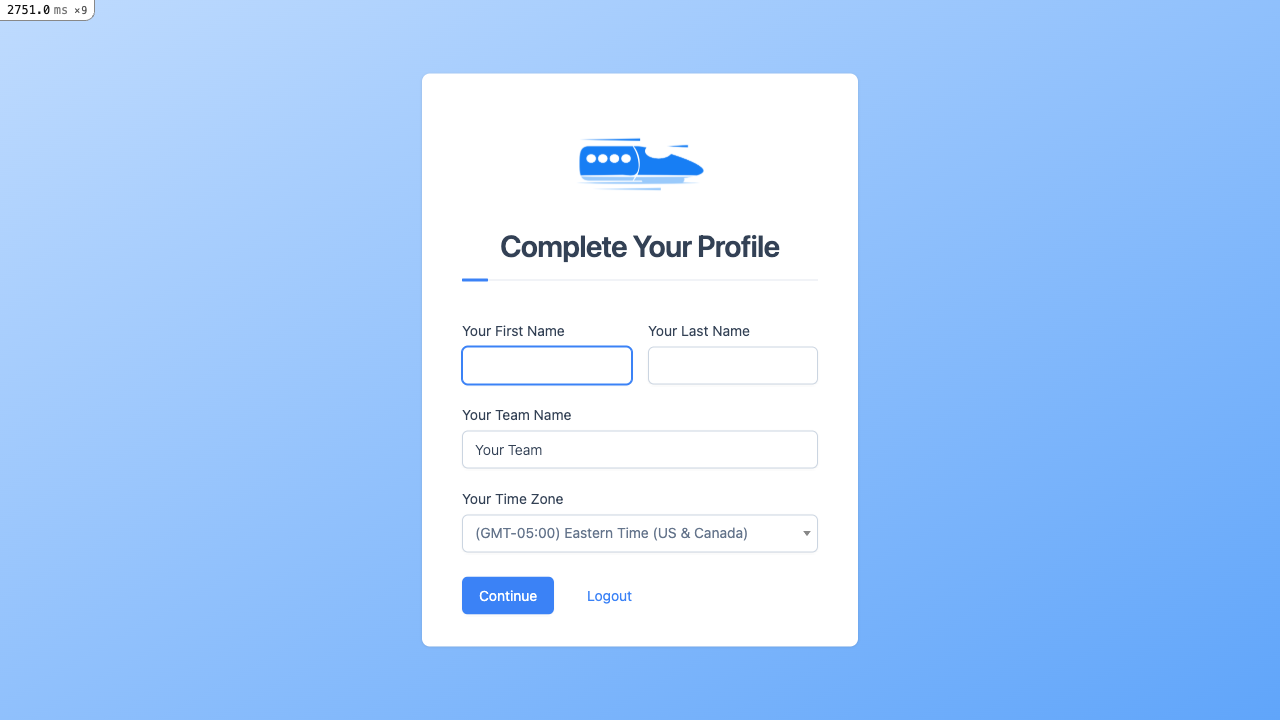 2751.0 ms ×9
Complete Your Profile
Your First Name
Your Last Name
Your Team Name
Your Team
Your Time Zone
(GMT-05:00) Eastern Time (US & Canada)
Continue
Logout